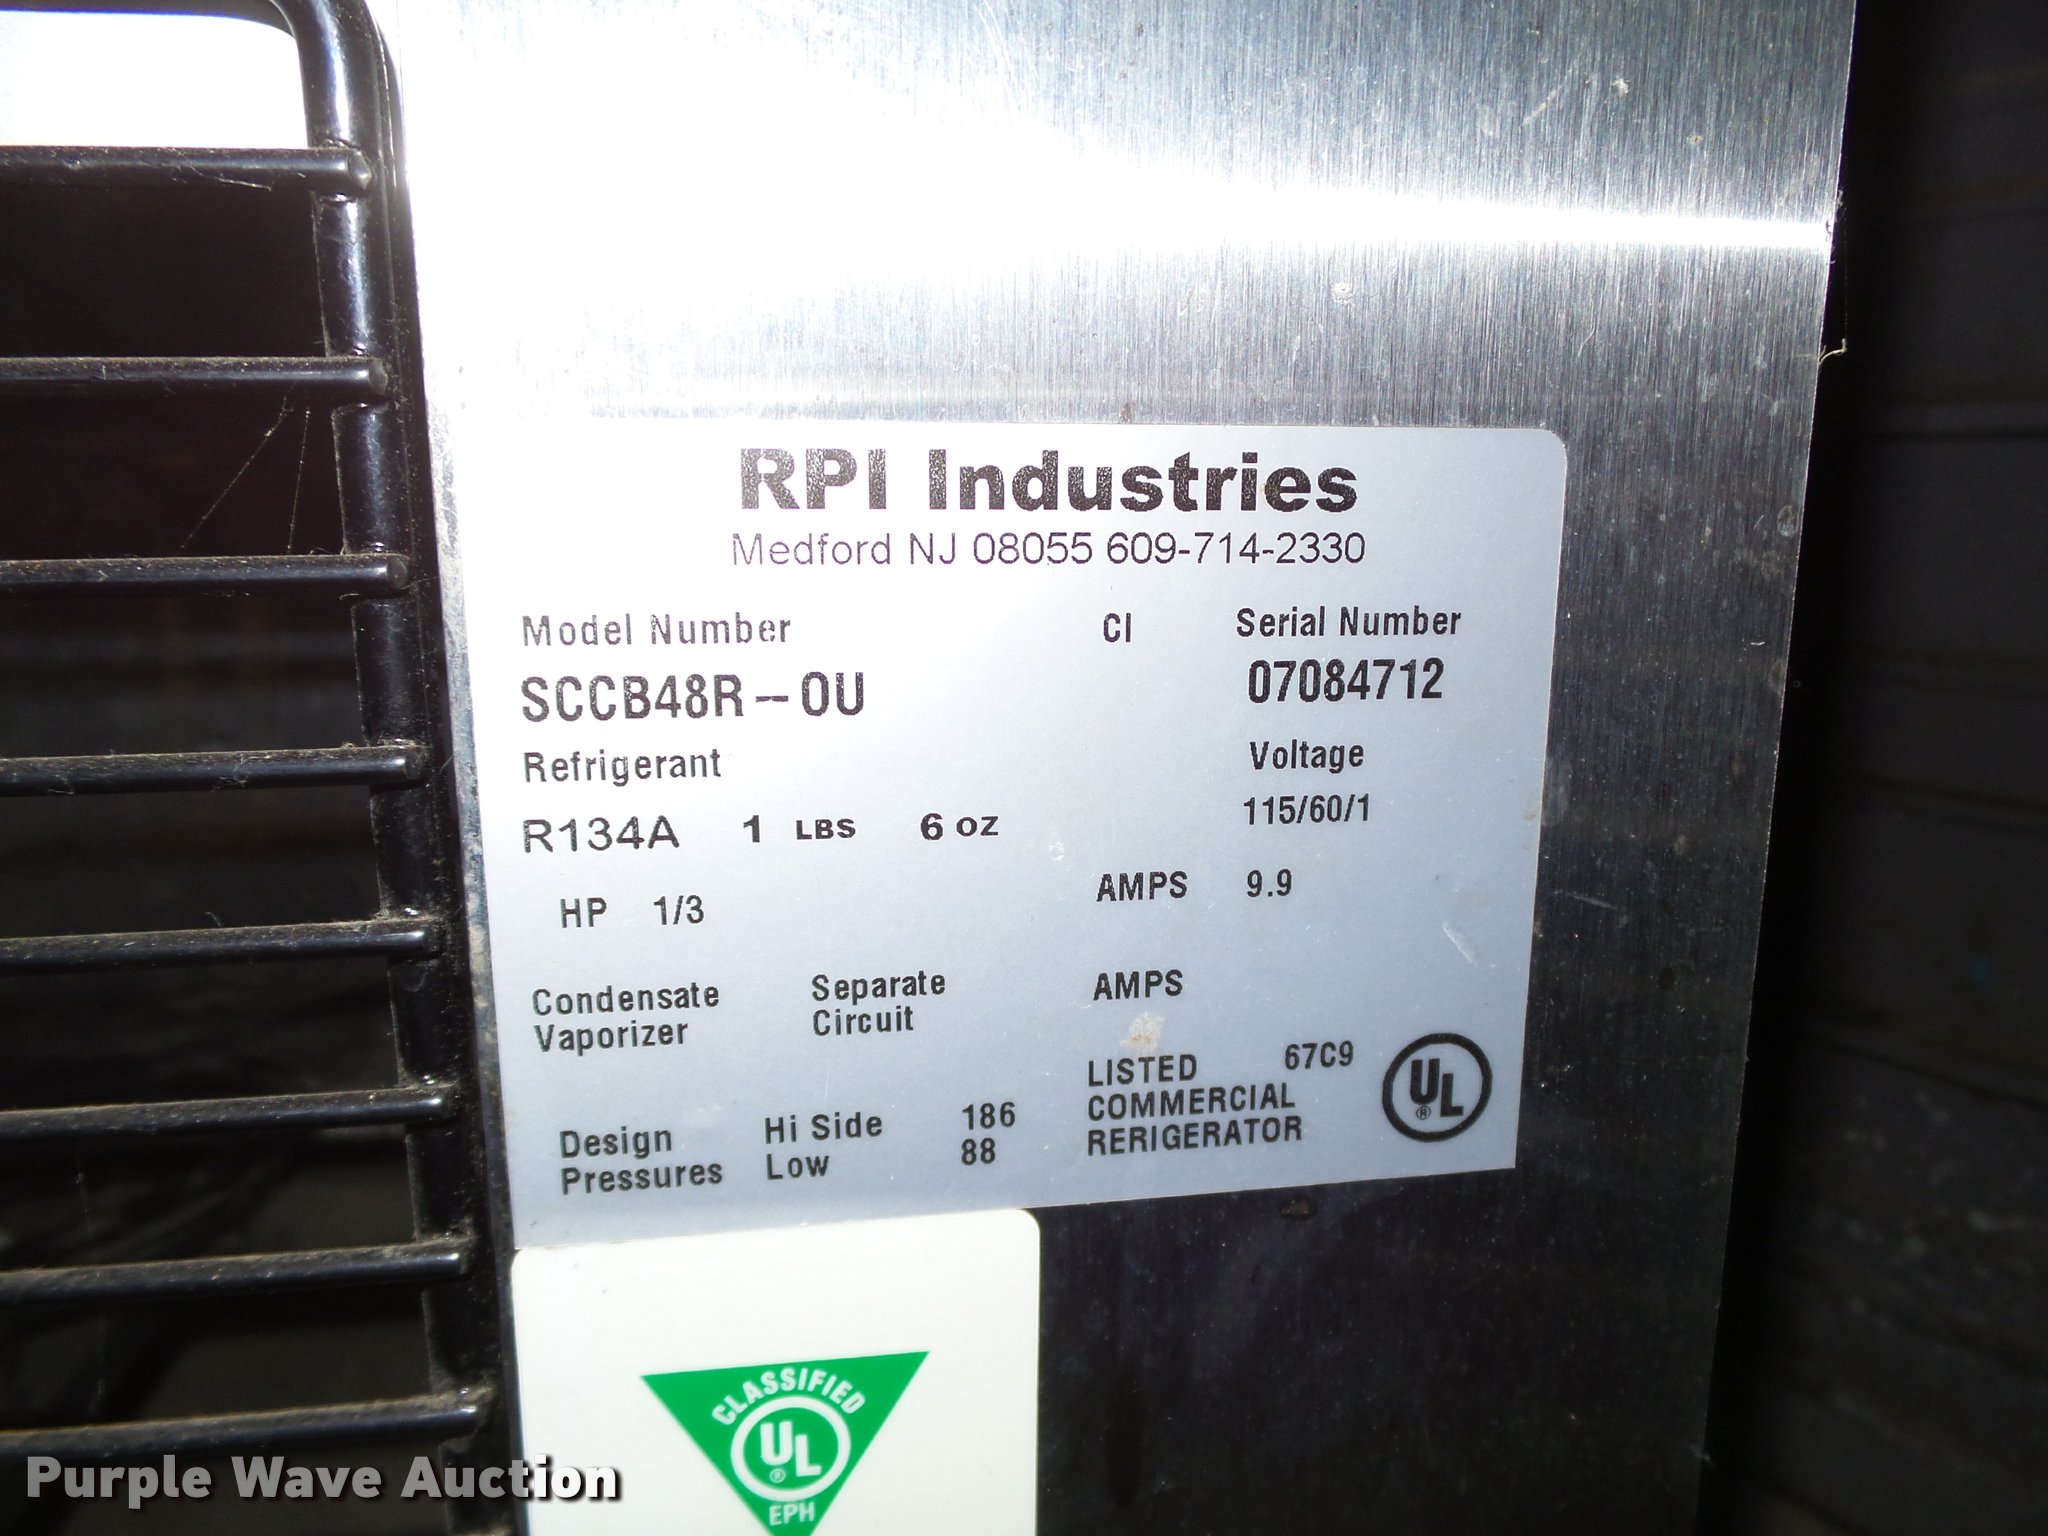 RPI Industries
Medford NJ 08055 609-714-2330
Model Number CI Serial Number
SCCB48R-OU 07084712
Refrigerant Voltage
R134A 1 LBS 6 OZ 115/60/1
HP 1/3 AMPS 9.9
Condensate Separate AMPS
Vaporizer Circuit
LISTED 67C9
COMMERCIAL
RERIGERATOR
UL
®
Design Hi Side 186
Pressures Low 88
CLASSIFIED
UL
®
EPH
Purple Wave Auction